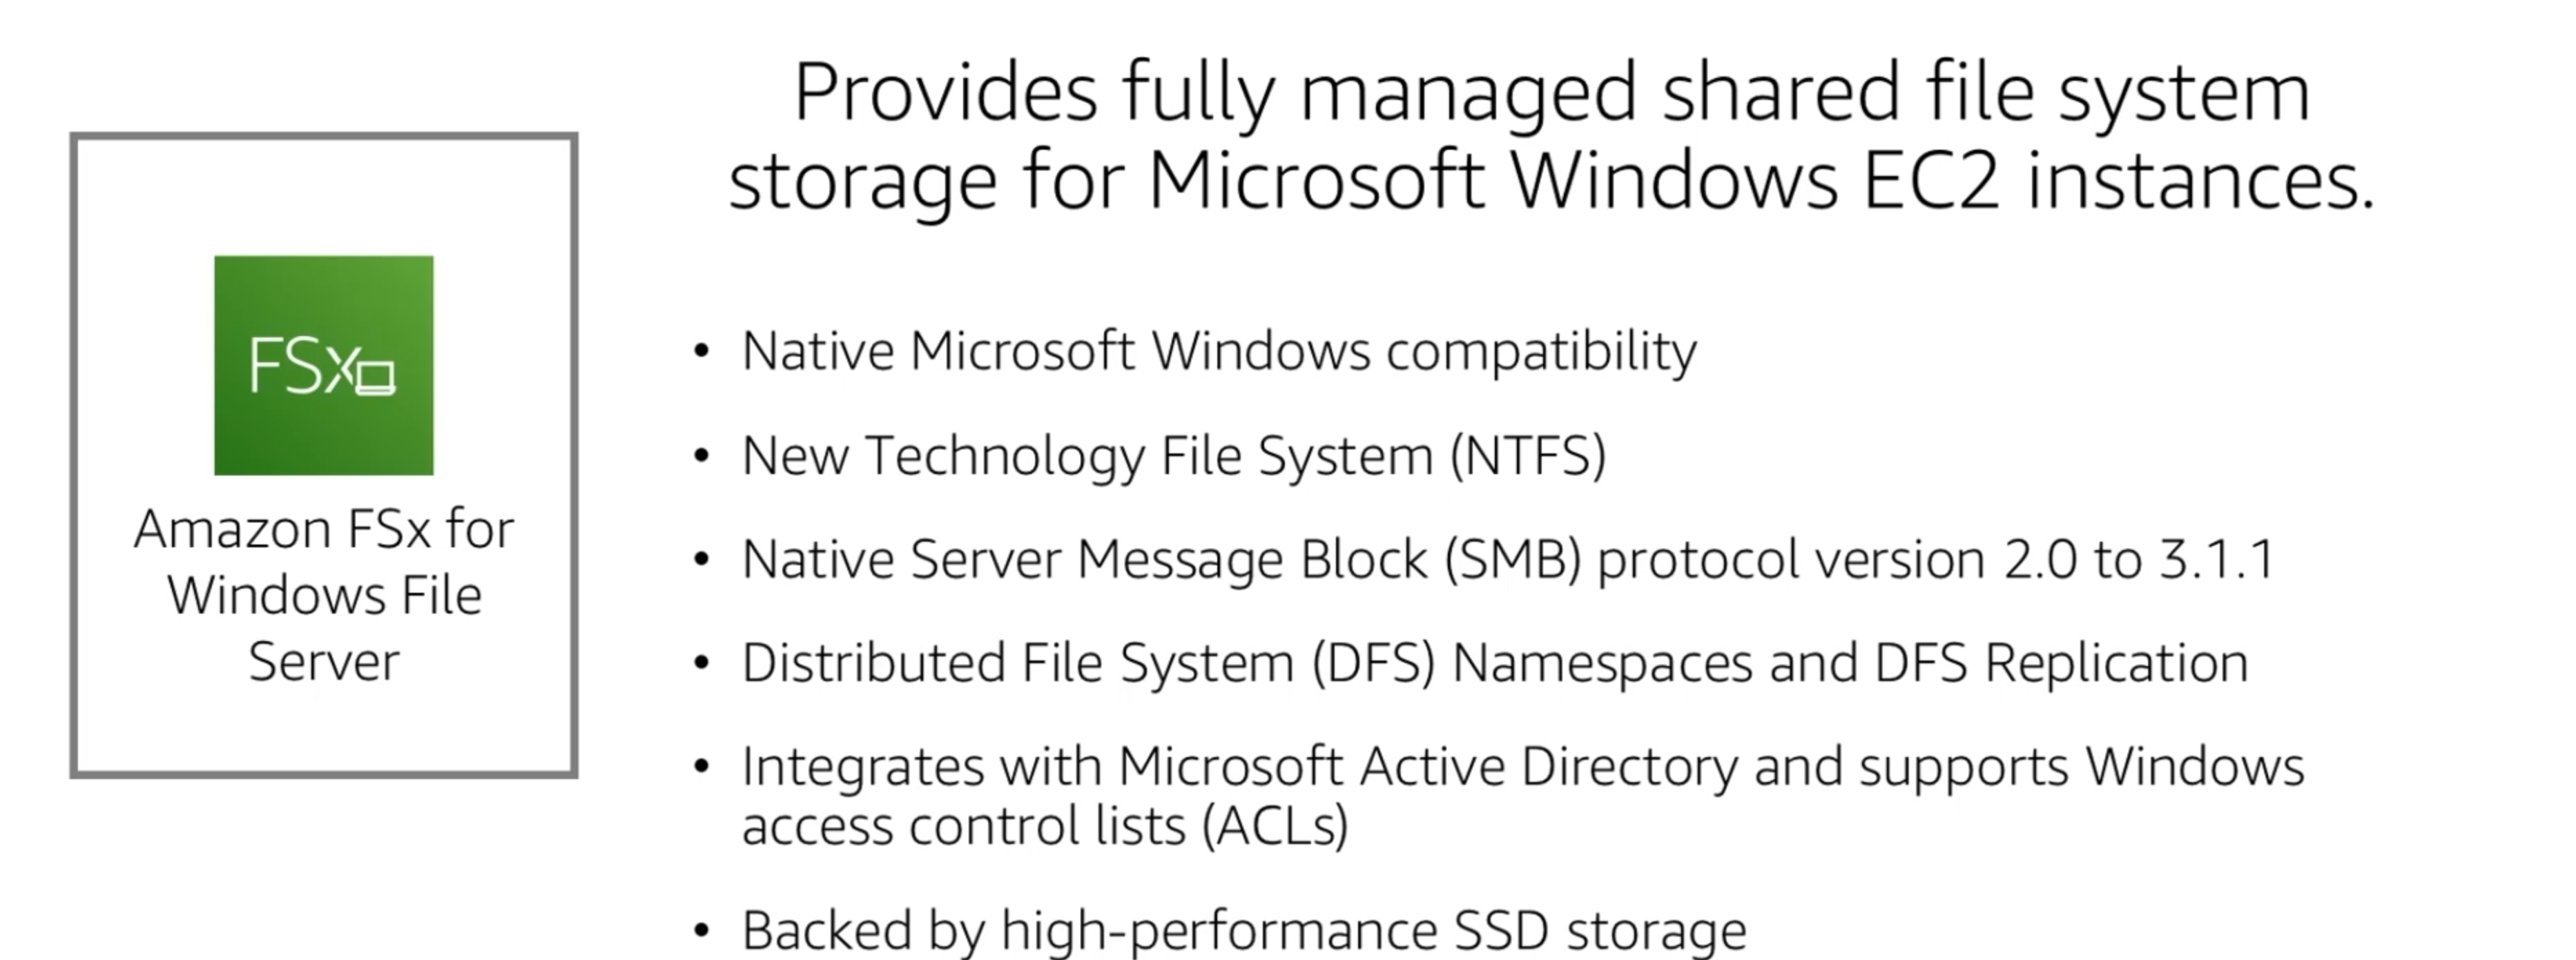 Provides fully managed shared file system
storage for Microsoft Windows EC2 instances.
FSx
Amazon FSx for
Windows File
Server
• Native Microsoft Windows compatibility
• New Technology File System (NTFS)
• Native Server Message Block (SMB) protocol version 2.0 to 3.1.1
• Distributed File System (DFS) Namespaces and DFS Replication
• Integrates with Microsoft Active Directory and supports Windows
access control lists (ACLs)
• Backed by high-performance SSD storage